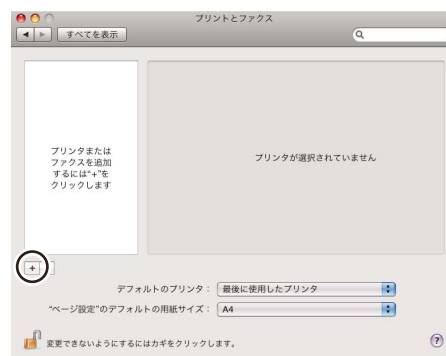 プリントとファクス
すべてを表示
プリンタまたは
ファクスを追加
するには“+”を
クリックします
プリンタが選択されていません
+
デフォルトのプリンタ： 最後に使用したプリンタ
“ページ設定”のデフォルトの用紙サイズ： A4
変更できないようにするにはカギをクリックします。
?